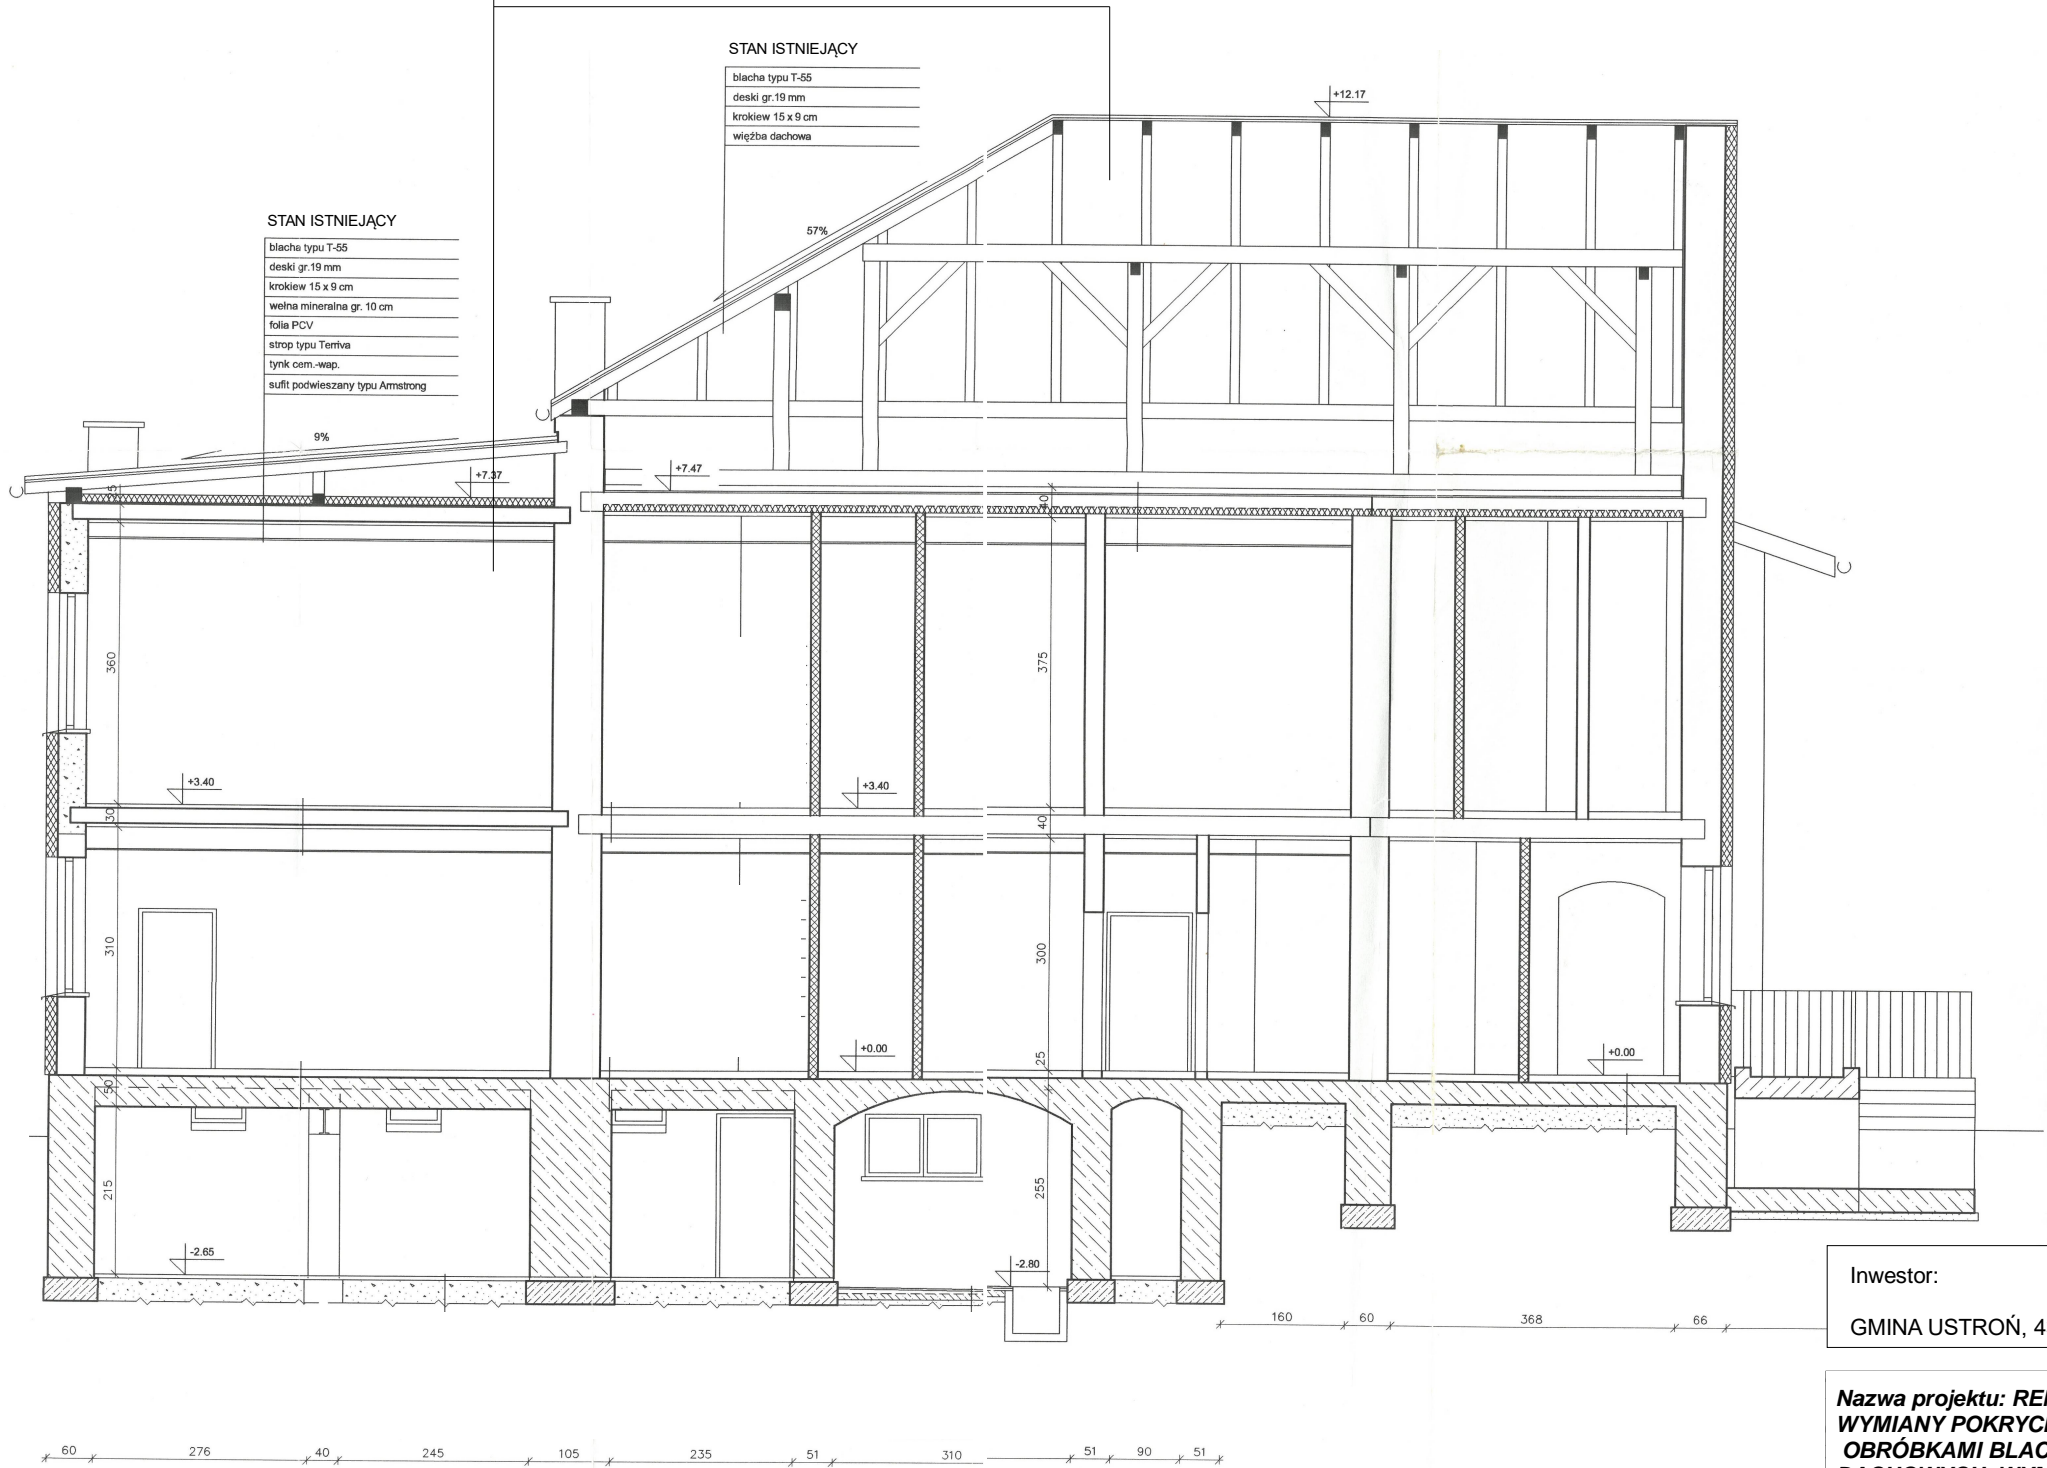 STAN ISTNIEJĄCY
blacha typu T-55
deski gr.19 mm
krokiew 15 x 9 cm
więźba dachowa
+12.17
STAN ISTNIEJĄCY
blacha typu T-55
deski gr.19 mm
krokiew 15 x 9 cm
wełna mineralna gr. 10 cm
folia PCV
strop typu Terriva
tynk cem.-wap.
sufit podwieszany typu Armstrong
57%
9%
+7.37
+7.47
40
360
375
+3.40
+3.40
30
40
310
300
+0.00
25
+0.00
50
215
255
-2.65
-2.80
160
60
368
66
Inwestor:
GMINA USTROŃ, 4
Nazwa projektu: REI
WYMIANY POKRYC
OBRÓBKAMI BLAC
60
276
40
245
105
235
51
310
51
90
51